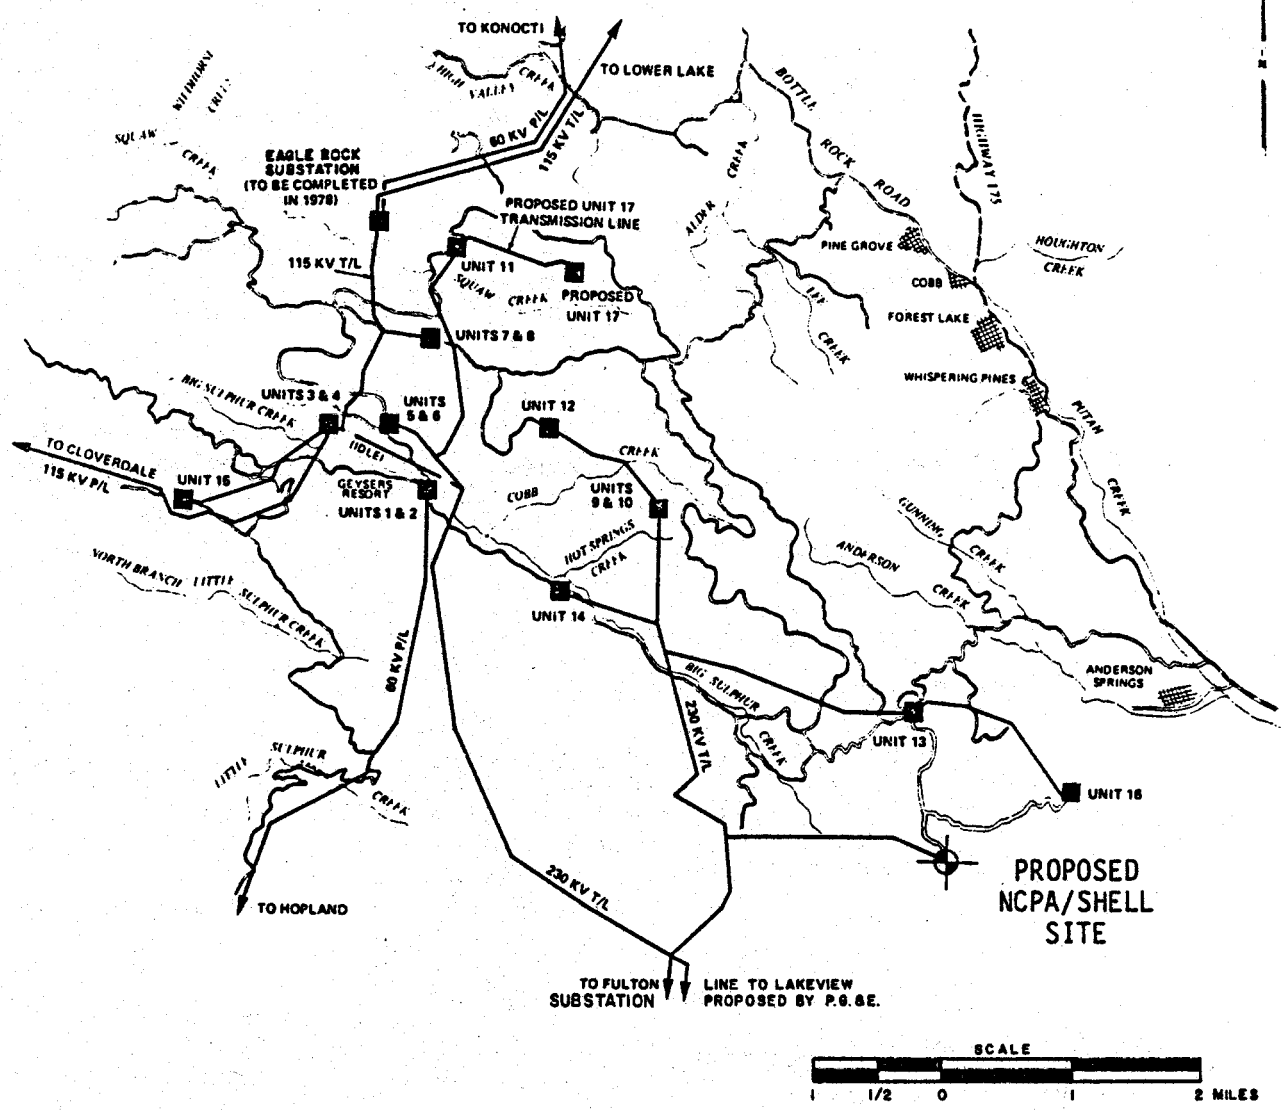 TO KONOCTI
TO LOWER LAKE
N
HIGH
VALLEY
CREEK
WILDHORSE
CREEK
SQUAW
CREEK
60 KV P/L
115 KV T/L
BOTTLE
ROCK
ROAD
HIGHWAY 175
EAGLE ROCK
SUBSTATION
(TO BE COMPLETED
IN 1978)
PROPOSED UNIT 17
TRANSMISSION LINE
ALDER
CREEK
PINE GROVE
HOUGHTON
CREEK
COBB
115 KV T/L
UNIT 11
SQUAW CREEK
PROPOSED
UNIT 17
LEE
CREEK
FOREST LAKE
UNITS 7 & 8
WHISPERING PINES
BIG SULPHUR CREEK
UNITS 3 & 4
UNITS
5 & 6
UNIT 12
PUTAH
CREEK
TO CLOVERDALE
115 KV P/L
UNIT 15
GEYSERS
RESORT
UNITS 1 & 2
CREEK
COBB
UNITS
9 & 10
HOT SPRINGS
CREEK
GUNNING
CREEK
ANDERSON
CREEK
NORTH BRANCH LITTLE
SULPHUR CREEK
UNIT 14
60 KV P/L
BIG SULPHUR
CREEK
230 KV T/L
ANDERSON
SPRINGS
UNIT 13
UNIT 16
LITTLE
SULPHUR
CREEK
TO HOPLAND
230 KV T/L
PROPOSED
NCPA/SHELL
SITE
TO FULTON
SUBSTATION
LINE TO LAKEVIEW
PROPOSED BY P.G.&E.
SCALE
1 1/2 0 1 2 MILES